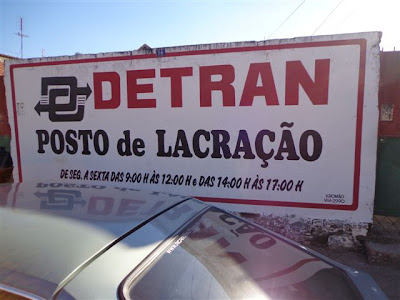 DETRAN
POSTO de LACRAÇÃO
DE SEG. A SEXTA DAS 9:00 H ÀS 12:00 H e DAS 14:00 H ÀS 17:00 H